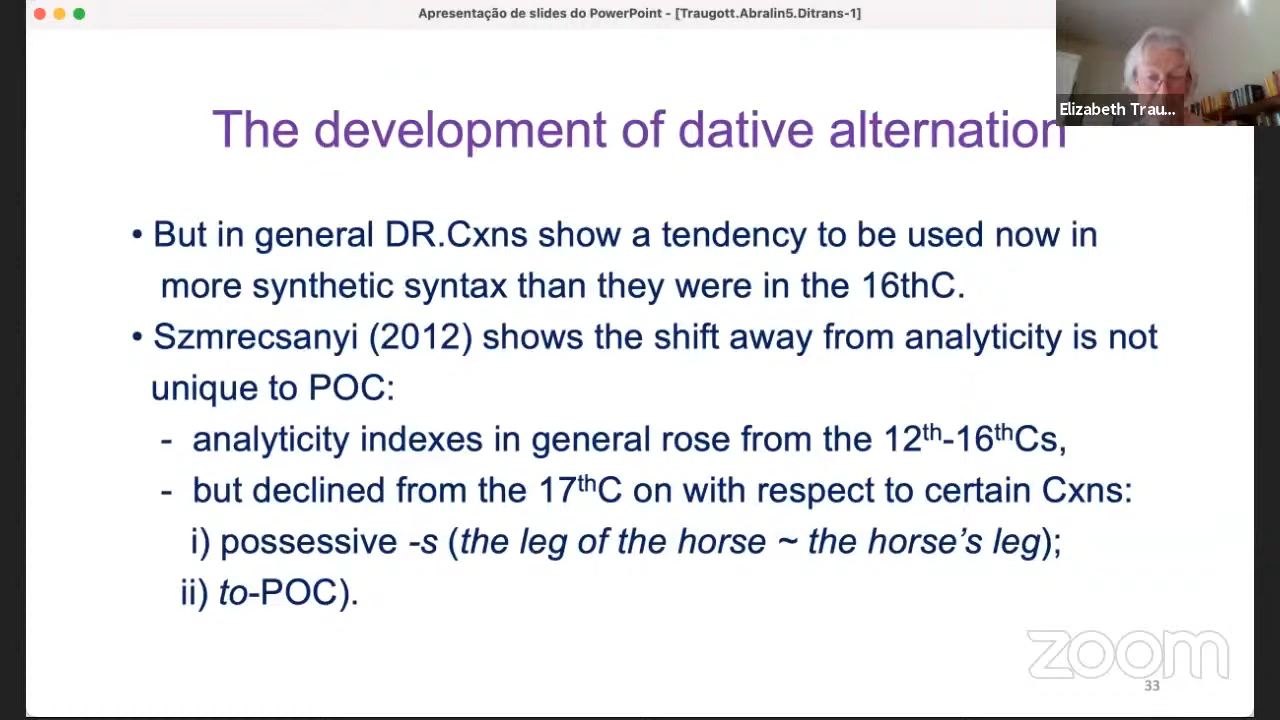 Apresentação de slides do PowerPoint - [Traugott.Abralin5.Ditrans-1]
Elizabeth Trau...
The development of dative alternation
• But in general DR.Cxns show a tendency to be used now in
more synthetic syntax than they were in the 16thC.
• Szmrecsanyi (2012) shows the shift away from analyticity is not
unique to POC:
- analyticity indexes in general rose from the 12th-16thCs,
- but declined from the 17thC on with respect to certain Cxns:
i) possessive -s (the leg of the horse ~ the horse's leg);
ii) to-POC).
zoom
33